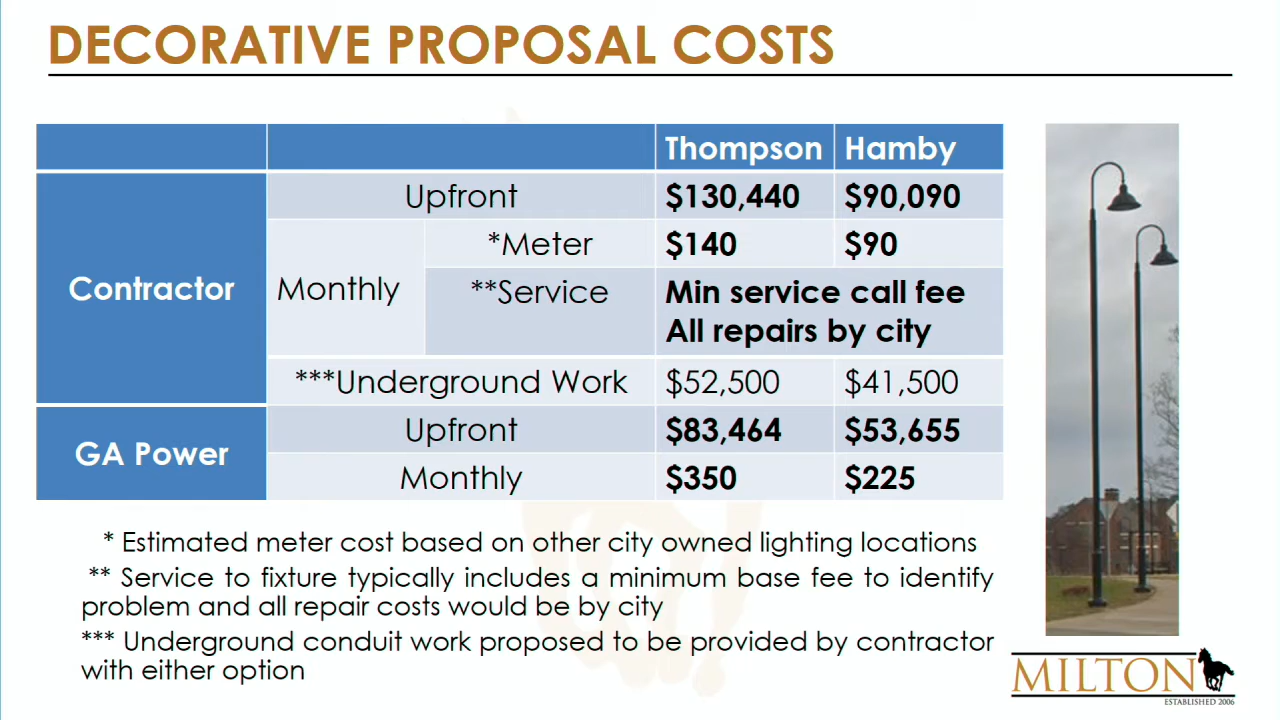 DECORATIVE PROPOSAL COSTS
Thompson Hamby
Contractor
Upfront $130,440 $90,090
Monthly
*Meter $140 $90
**Service Min service call fee
All repairs by city
***Underground Work $52,500 $41,500
GA Power
Upfront $83,464 $53,655
Monthly $350 $225
* Estimated meter cost based on other city owned lighting locations
** Service to fixture typically includes a minimum base fee to identify
problem and all repair costs would be by city
*** Underground conduit work proposed to be provided by contractor
with either option
MILTON
ESTABLISHED 2006